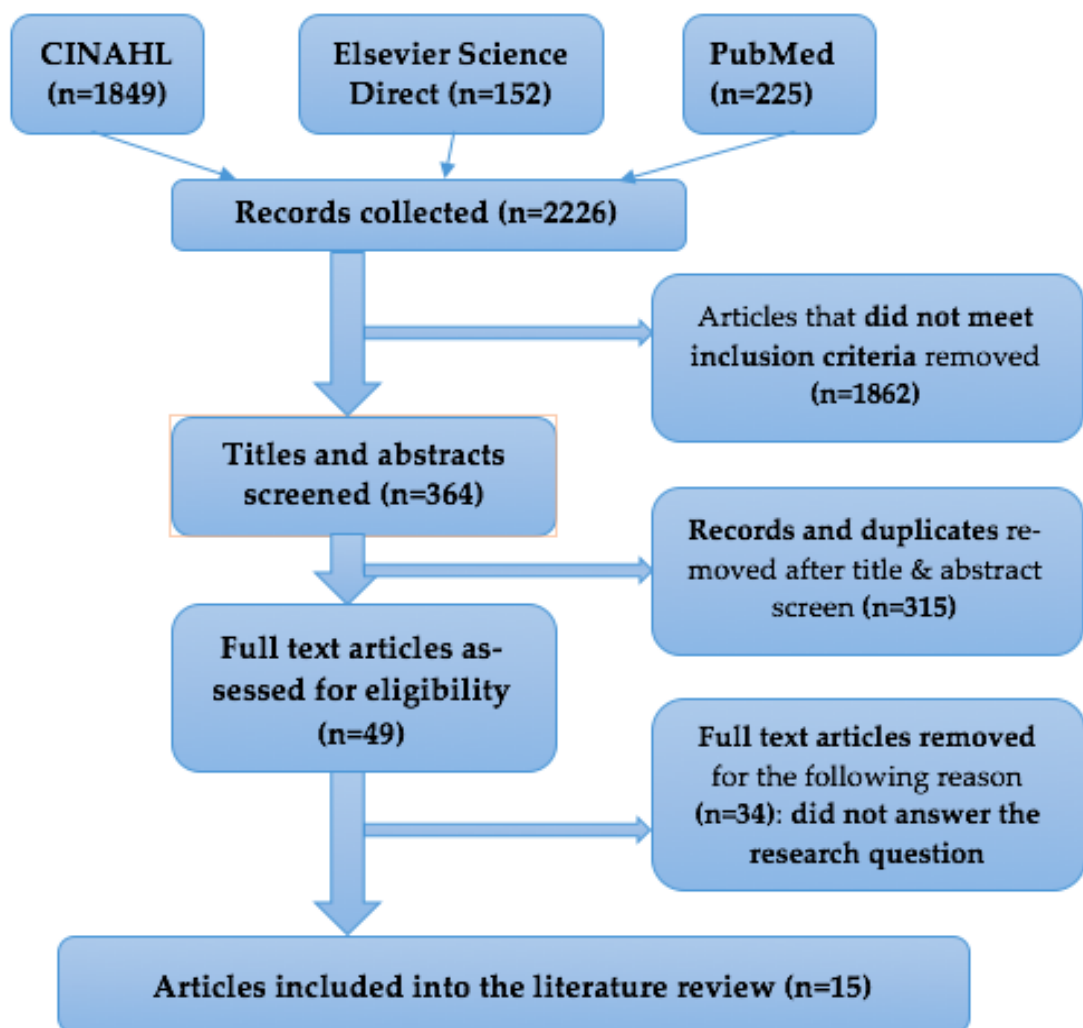 CINAHL
(n=1849)
Elsevier Science
Direct (n=152)
PubMed
(n=225)
Records collected (n=2226)
Articles that did not meet
inclusion criteria removed
(n=1862)
Titles and abstracts
screened (n=364)
Records and duplicates re-
moved after title & abstract
screen (n=315)
Full text articles as-
sessed for eligibility
(n=49)
Full text articles removed
for the following reason
(n=34): did not answer the
research question
Articles included into the literature review (n=15)